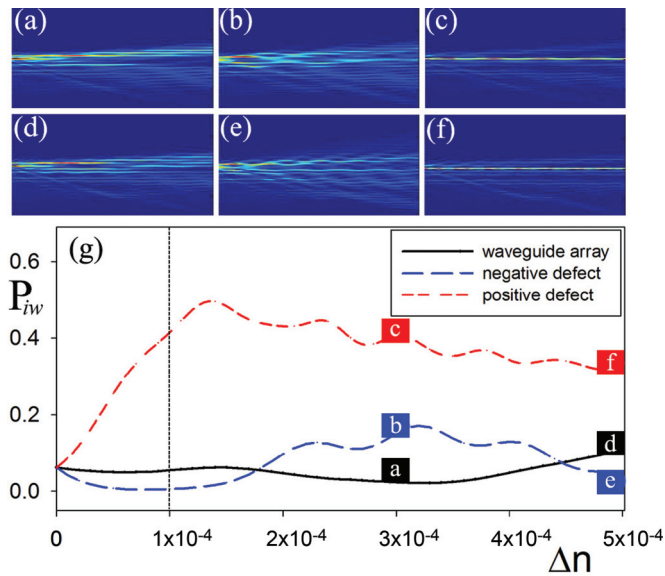 (a) (b) (c)
(d) (e) (f)
(g)
waveguide array
negative defect
positive defect
P_iw
0.6
0.4
0.2
0.0
c
f
b
d
a
e
0 1x10⁻⁴ 2x10⁻⁴ 3x10⁻⁴ 4x10⁻⁴ 5x10⁻⁴
Δn